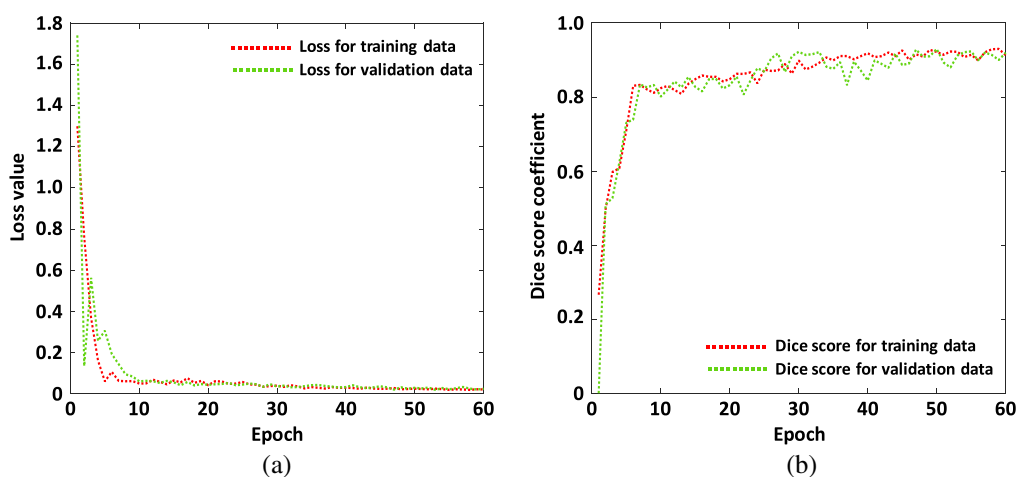 1.8
1.6
1.4
1.2
1.0
0.8
0.6
0.4
0.2
0
Loss value
Loss for training data
Loss for validation data
0 10 20 30 40 50 60
Epoch
(a)
1.0
0.8
0.6
0.4
0.2
0
Dice score coefficient
Dice score for training data
Dice score for validation data
0 10 20 30 40 50 60
Epoch
(b)